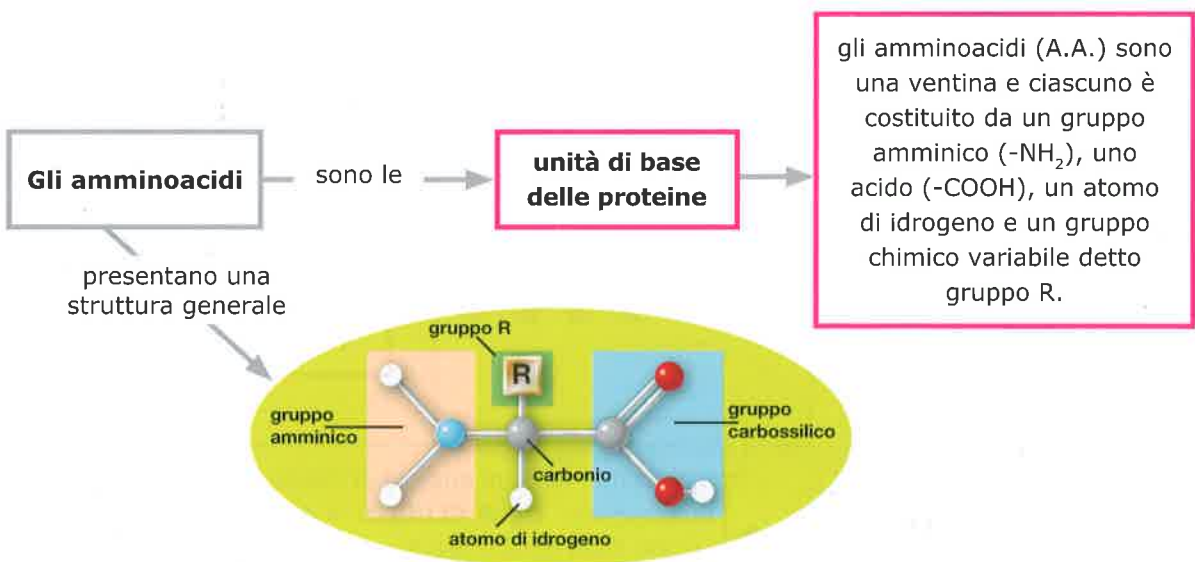 Gli amminoacidi
sono le
unità di base
delle proteine
gli amminoacidi (A.A.) sono
una ventina e ciascuno è
costituito da un gruppo
amminico (-NH₂), uno
acido (-COOH), un atomo
di idrogeno e un gruppo
chimico variabile detto
gruppo R.
presentano una
struttura generale
gruppo R
R
gruppo
amminico
gruppo
carbossilico
carbonio
atomo di idrogeno